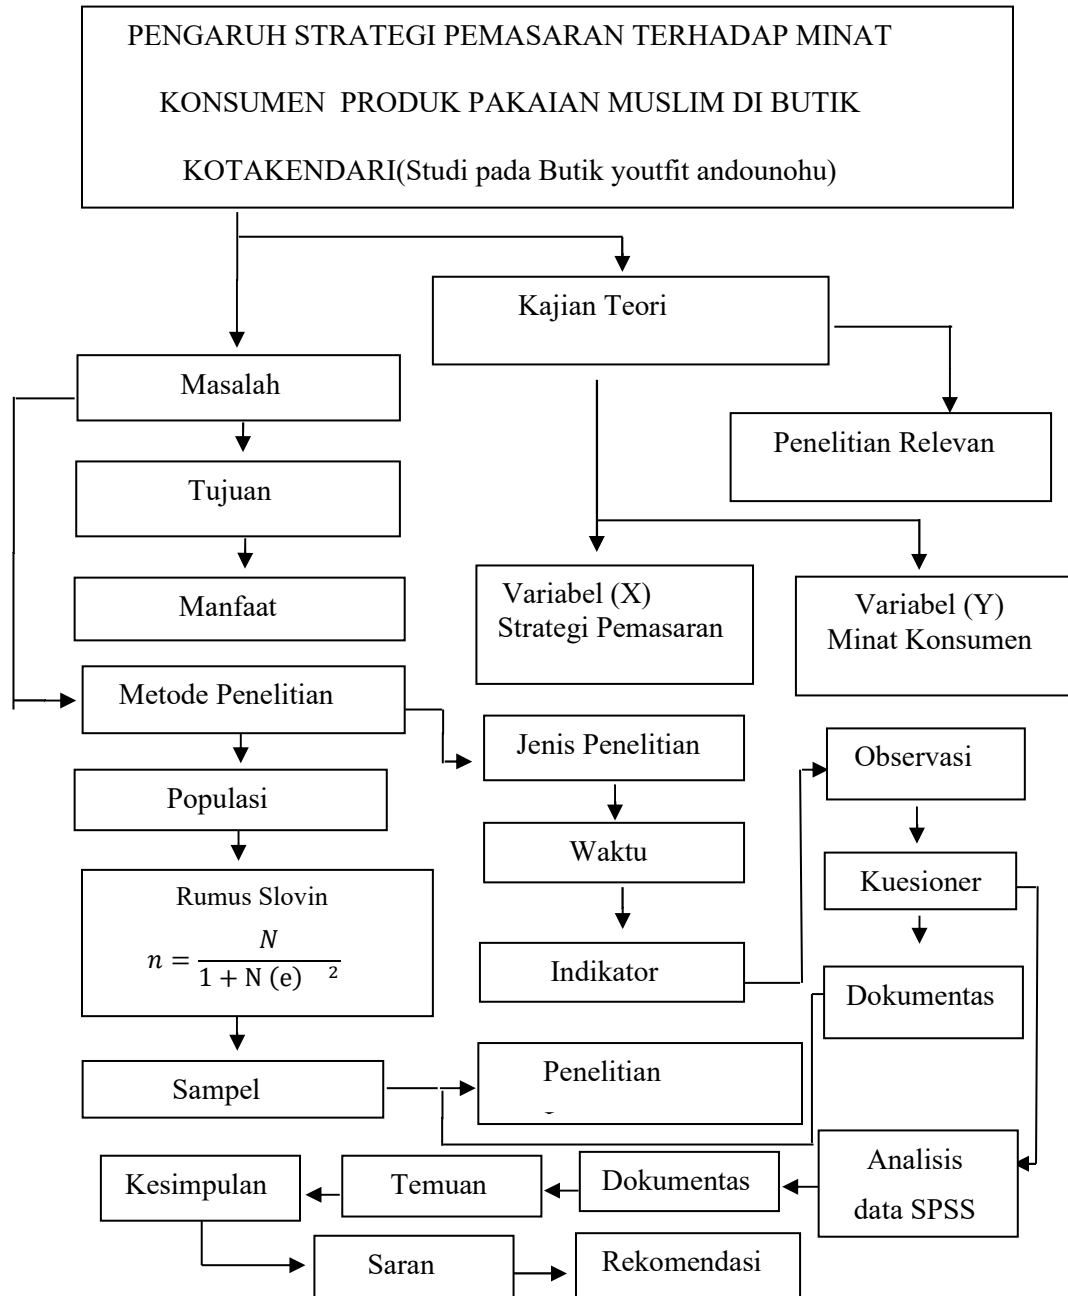 PENGARUH STRATEGI PEMASARAN TERHADAP MINAT
KONSUMEN PRODUK PAKAIAN MUSLIM DI BUTIK
KOTAKENDARI(Studi pada Butik youtfit andounohu)
Kajian Teori
Masalah
Penelitian Relevan
Tujuan
Manfaat
Variabel (X)
Strategi Pemasaran
Variabel (Y)
Minat Konsumen
Metode Penelitian
Jenis Penelitian
Observasi
Populasi
Waktu
Kuesioner
Rumus Slovin
n = N / 1 + N (e) 2
Indikator
Dokumentas
Sampel
Penelitian
Analisis
data SPSS
Dokumentas
Temuan
Kesimpulan
Saran
Rekomendasi